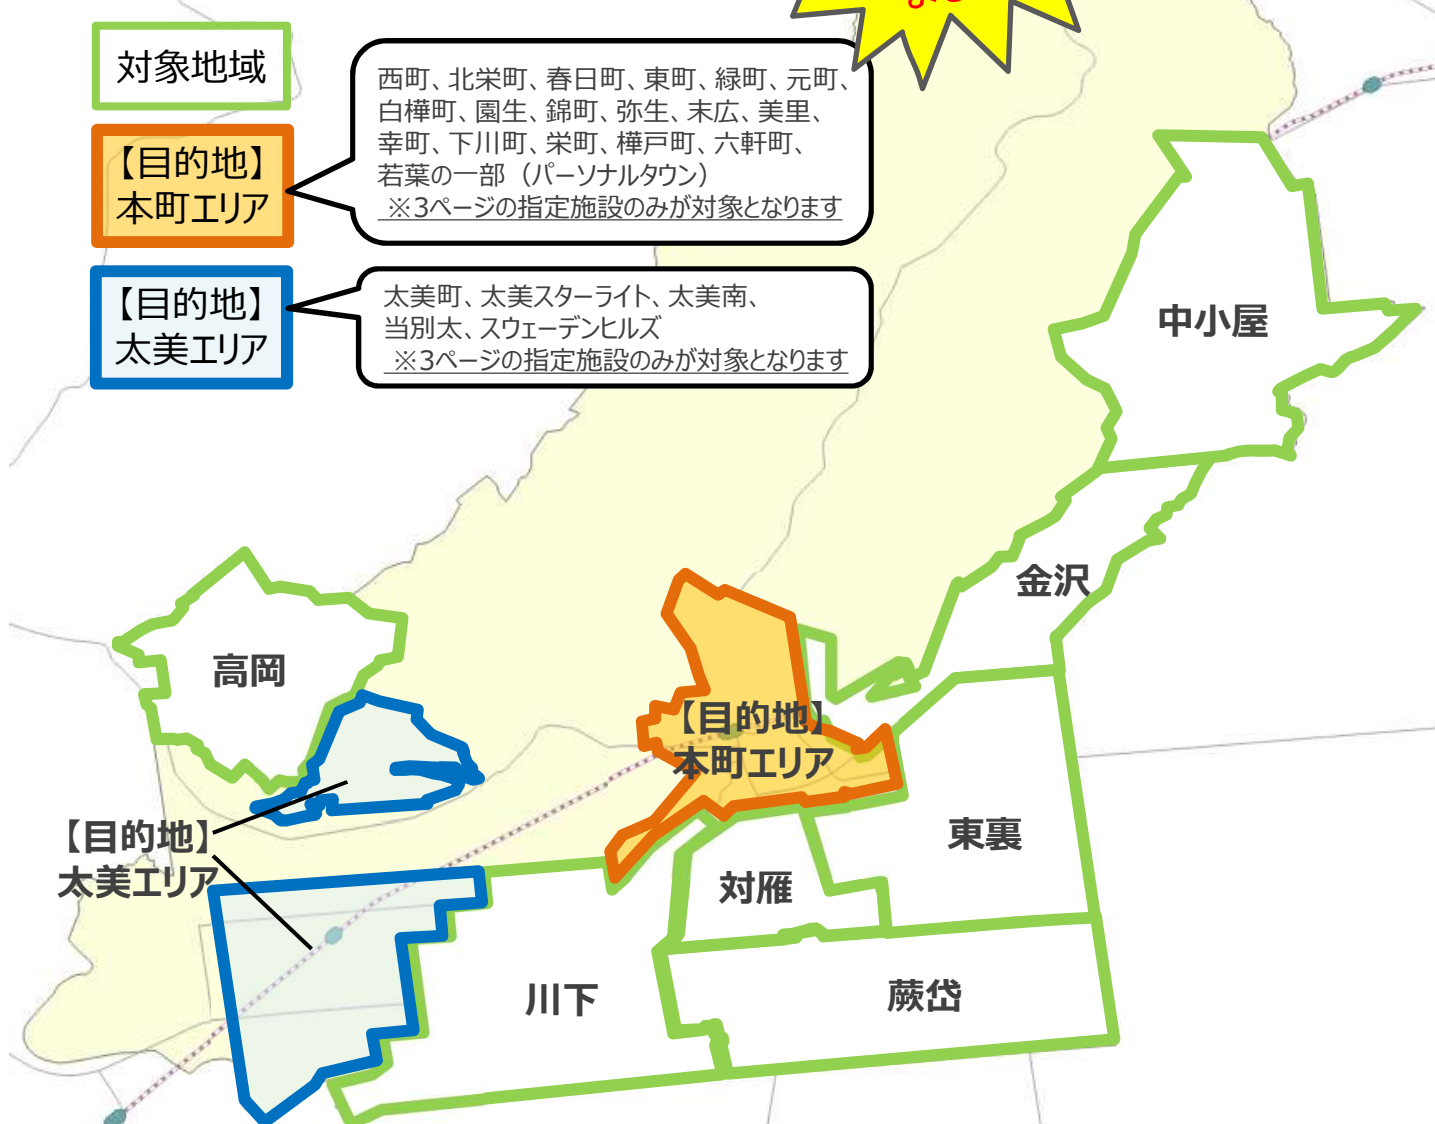 対象地域
【目的地】
本町エリア
西町、北栄町、春日町、東町、緑町、元町、
白樺町、園生、錦町、弥生、末広、美里、
幸町、下川町、栄町、樺戸町、六軒町、
若葉の一部（パーソナルタウン）
※3ページの指定施設のみが対象となります
【目的地】
太美エリア
太美町、太美スターライト、太美南、
当別太、スウェーデンヒルズ
※3ページの指定施設のみが対象となります
中小屋
金沢
高岡
【目的地】
本町エリア
【目的地】
太美エリア
東裏
対雁
川下
蕨岱